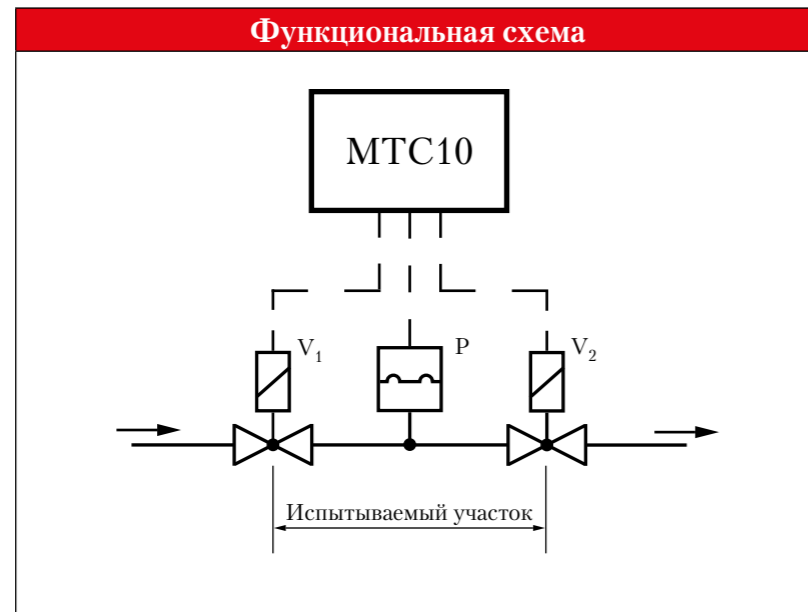 Функциональная схема
МТС10
V₁
P
V₂
Испытываемый участок